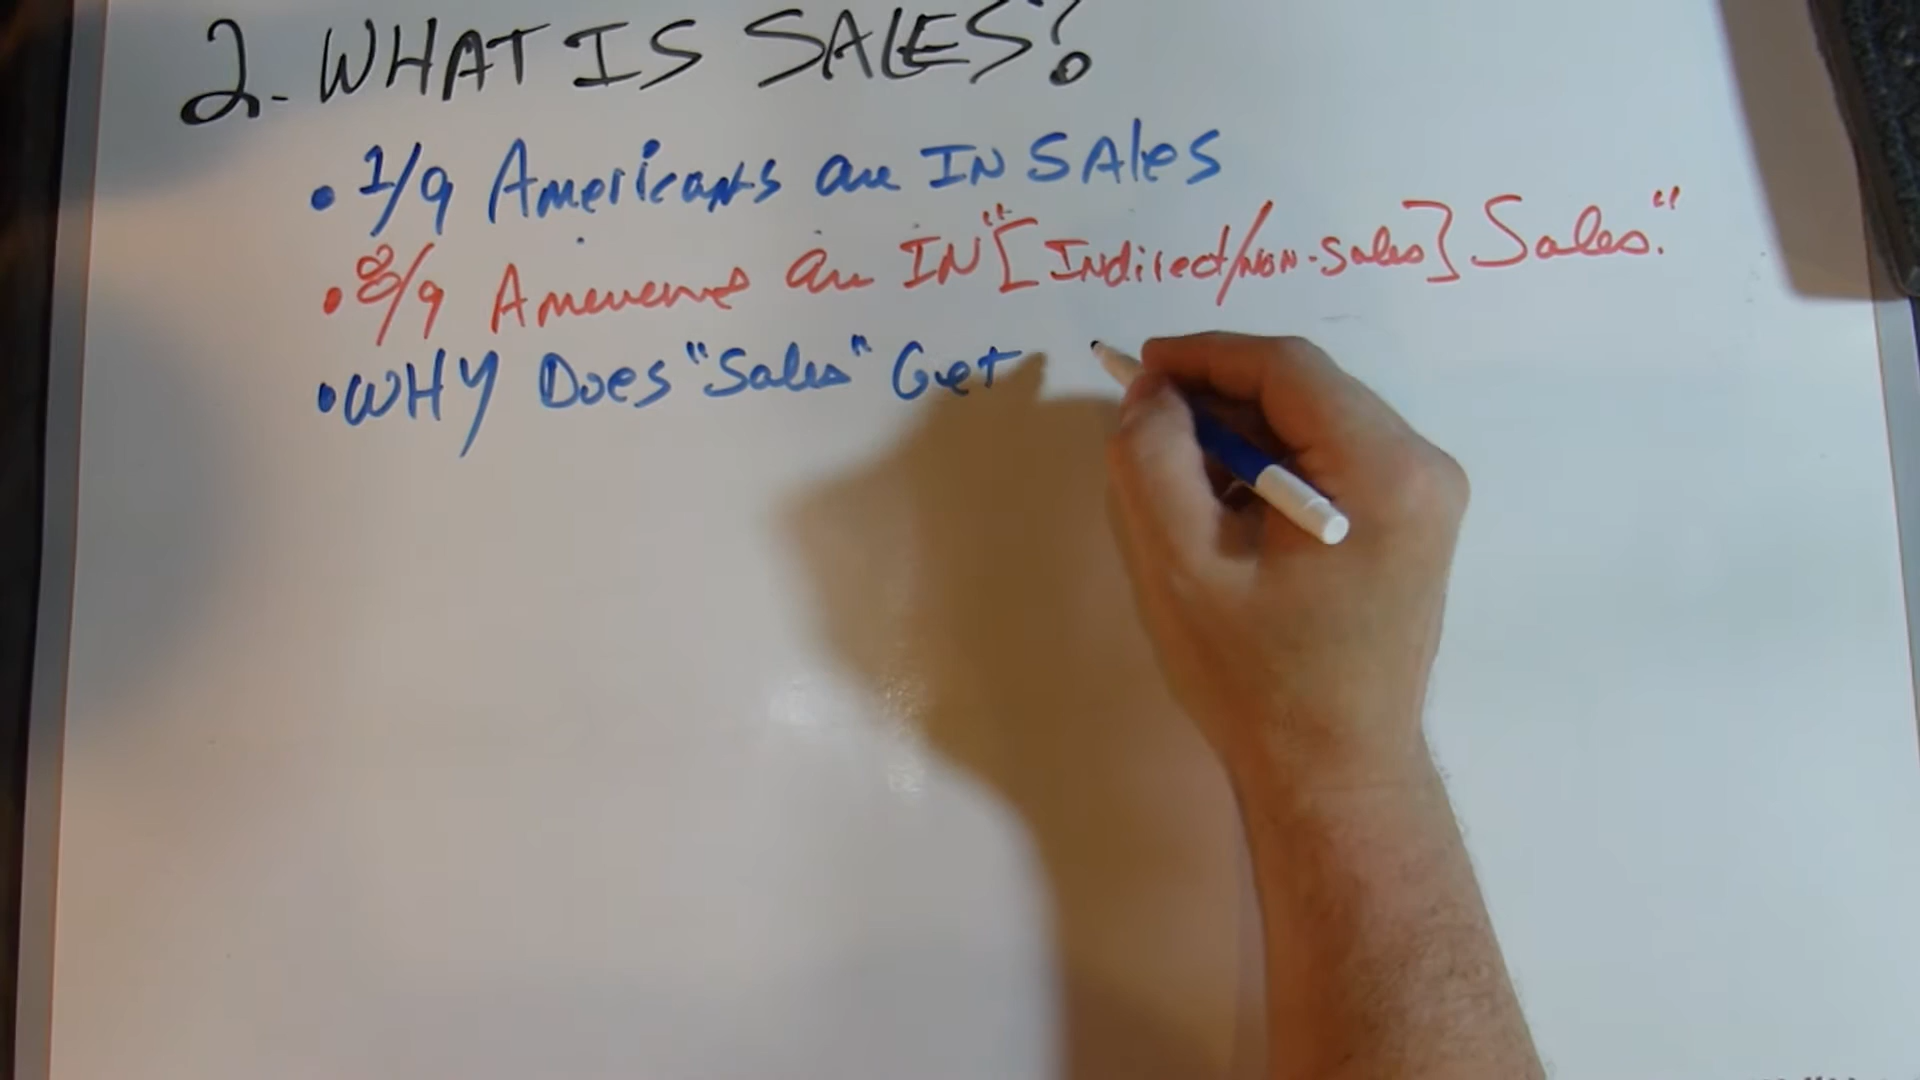 2. WHAT IS SALES?
• 1/9 Americans are IN SAles
• 8/9 Americans are IN "[Indirect/Non-Sales] Sales."
• WHY Does "Sales" Get